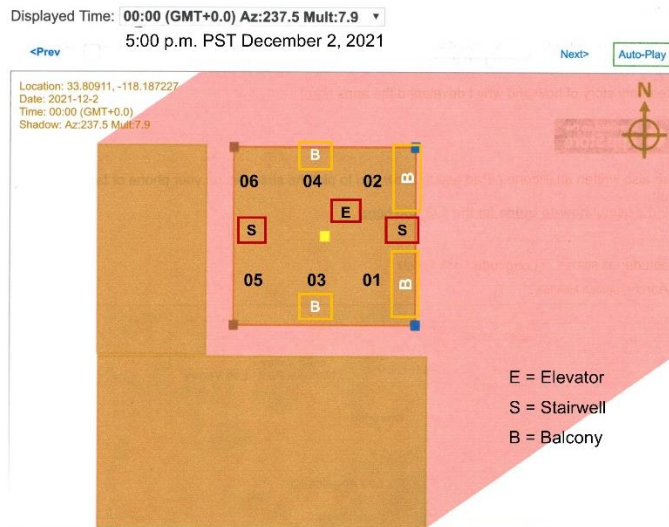 Displayed Time: 00:00 (GMT+0.0) Az:237.5 Mult:7.9
5:00 p.m. PST December 2, 2021
<Prev
Next>
Auto-Play
Location: 33.80911, -118.187227
Date: 2021-12-2
Time: 00:00 (GMT+0.0)
Shadow: Az:237.5 Mult:7.9
N
B
B
06 04 02
E
S
S
05 03 01
B
B
E = Elevator
S = Stairwell
B = Balcony